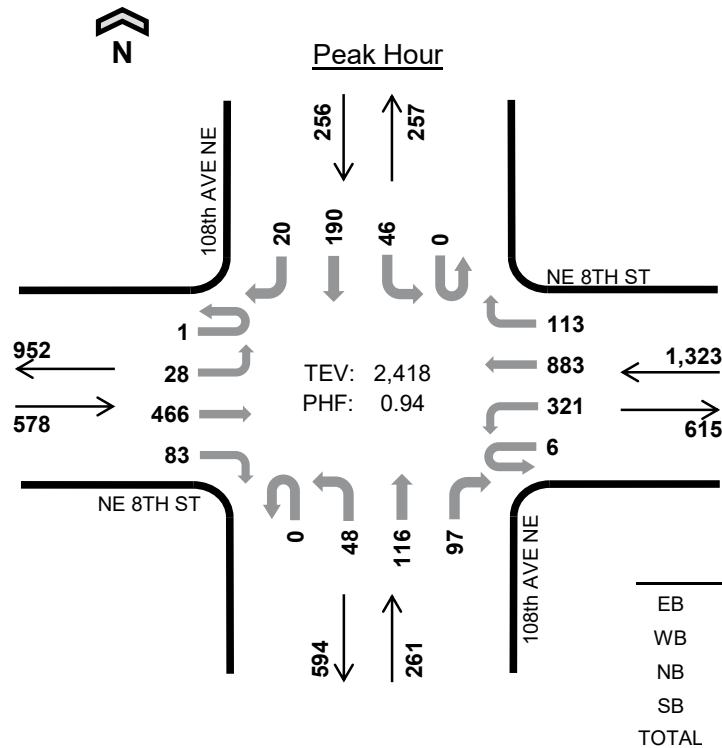 N
Peak Hour
256
257
108th AVE NE
20
190
46
0
NE 8TH ST
1
113
952
28
TEV: 2,418
883
1,323
578
466
PHF: 0.94
321
615
83
6
NE 8TH ST
0
48
116
97
108th AVE NE
594
261
EB
WB
NB
SB
TOTAL